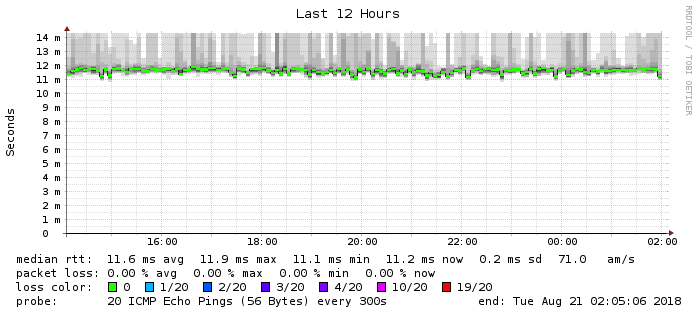 Last 12 Hours
RRDTOOL / TOBI OETIKER
Seconds
14 m
13 m
12 m
11 m
10 m
9 m
8 m
7 m
6 m
5 m
4 m
3 m
2 m
1 m
0
16:00 18:00 20:00 22:00 00:00 02:00
median rtt: 11.6 ms avg 11.9 ms max 11.1 ms min 11.2 ms now 0.2 ms sd 71.0 am/s
packet loss: 0.00 % avg 0.00 % max 0.00 % min 0.00 % now
loss color: 0 1/20 2/20 3/20 4/20 10/20 19/20
probe: 20 ICMP Echo Pings (56 Bytes) every 300s end: Tue Aug 21 02:05:06 2018